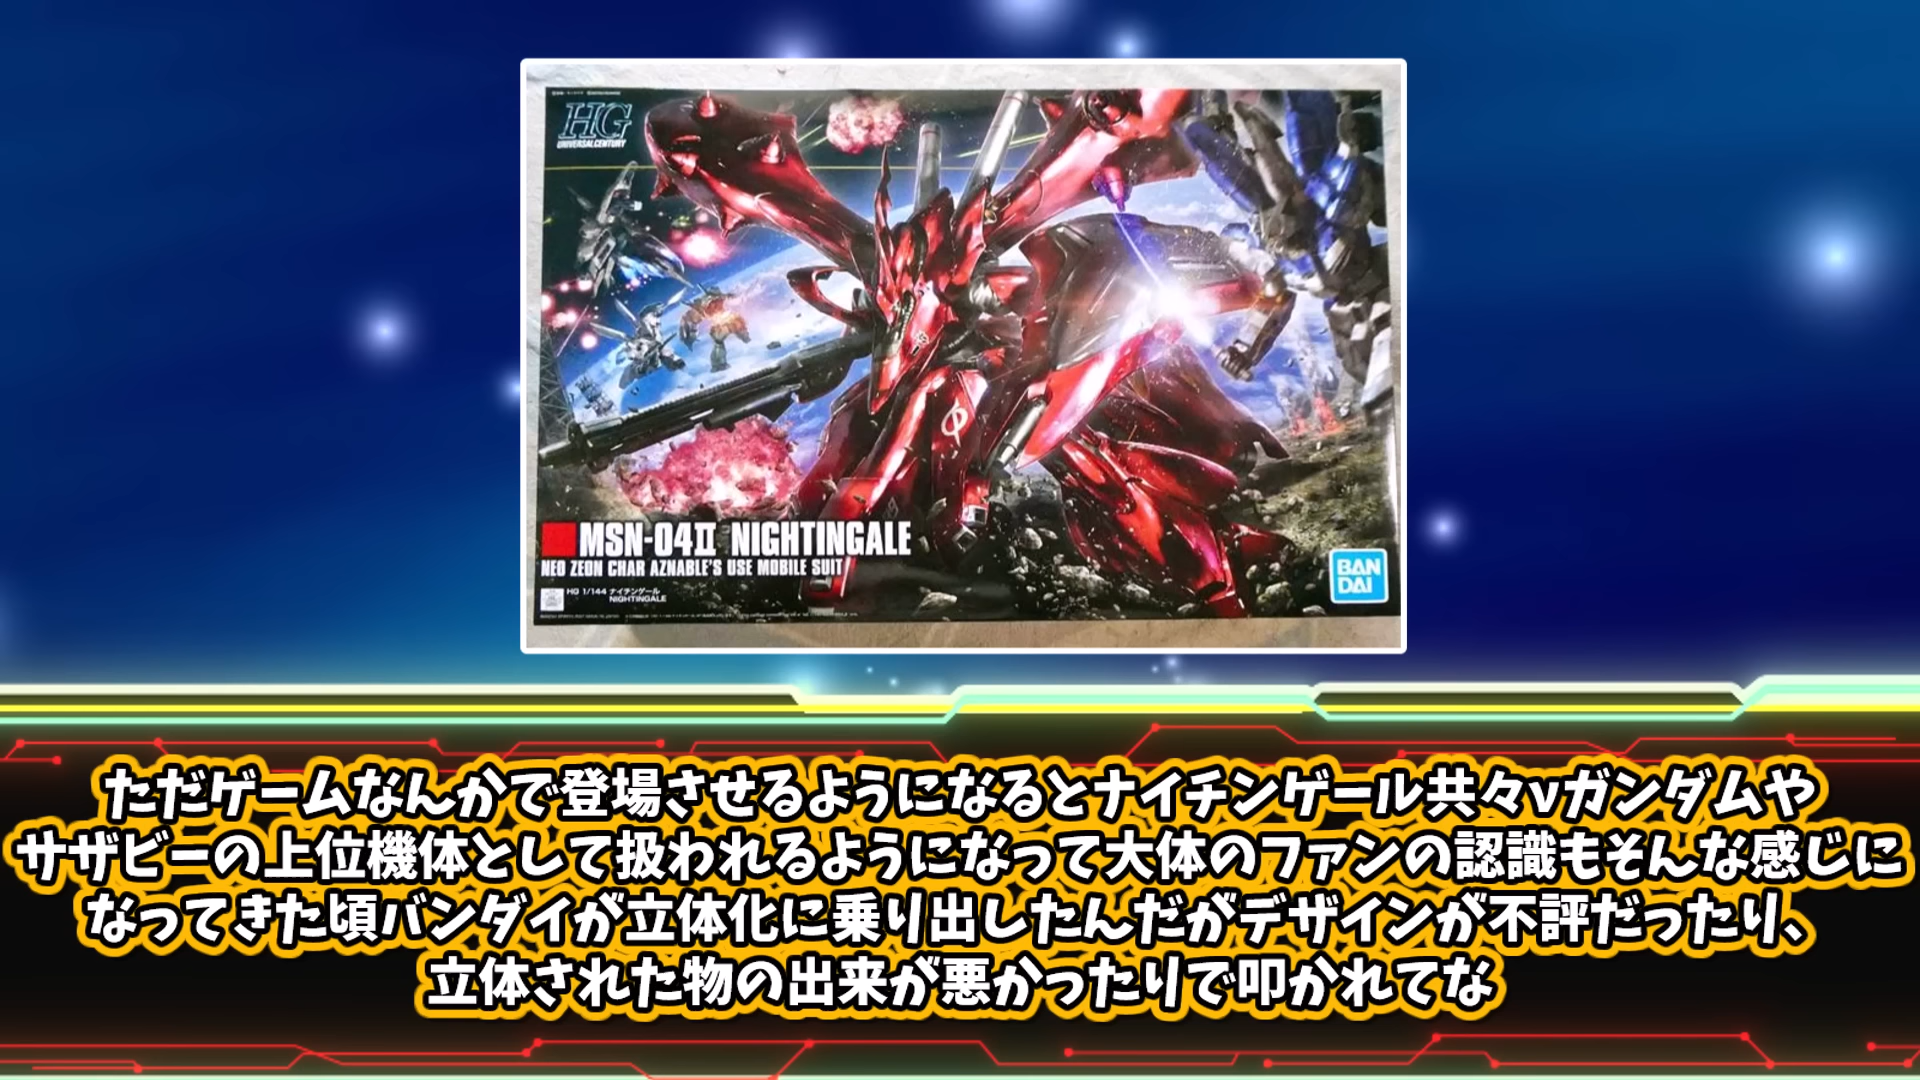 HG
UNIVERSAL CENTURY
MSN-04II NIGHTINGALE
NEO ZEON CHAR AZNABLE'S USE MOBILE SUIT
HG 1/144 ナイチンゲール
NIGHTINGALE
BAN
DAI
ただゲームなんかで登場させるようになるとナイチンゲール共々νガンダムや
サザビーの上位機体として扱われるようになって大体のファンの認識もそんな感じに
なってきた頃バンダイが立体化に乗り出したんだがデザインが不評だったり、
立体された物の出来が悪かったりで叩かれてな